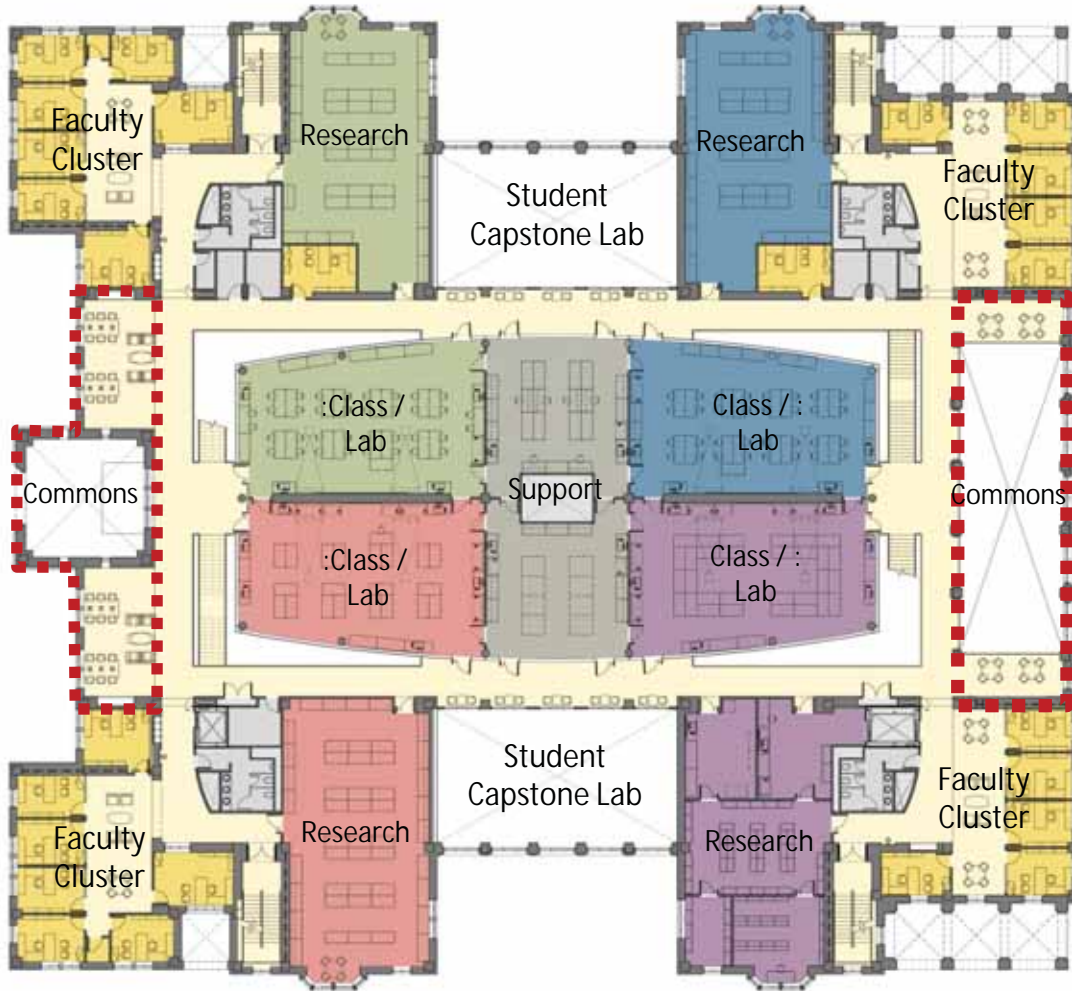 Research
Research
Faculty
Cluster
Faculty
Cluster
Student
Capstone Lab
:Class /
Lab
Class / :
Lab
Commons
Support
Commons
:Class /
Lab
Class / :
Lab
Student
Capstone Lab
Faculty
Cluster
Research
Research
Faculty
Cluster